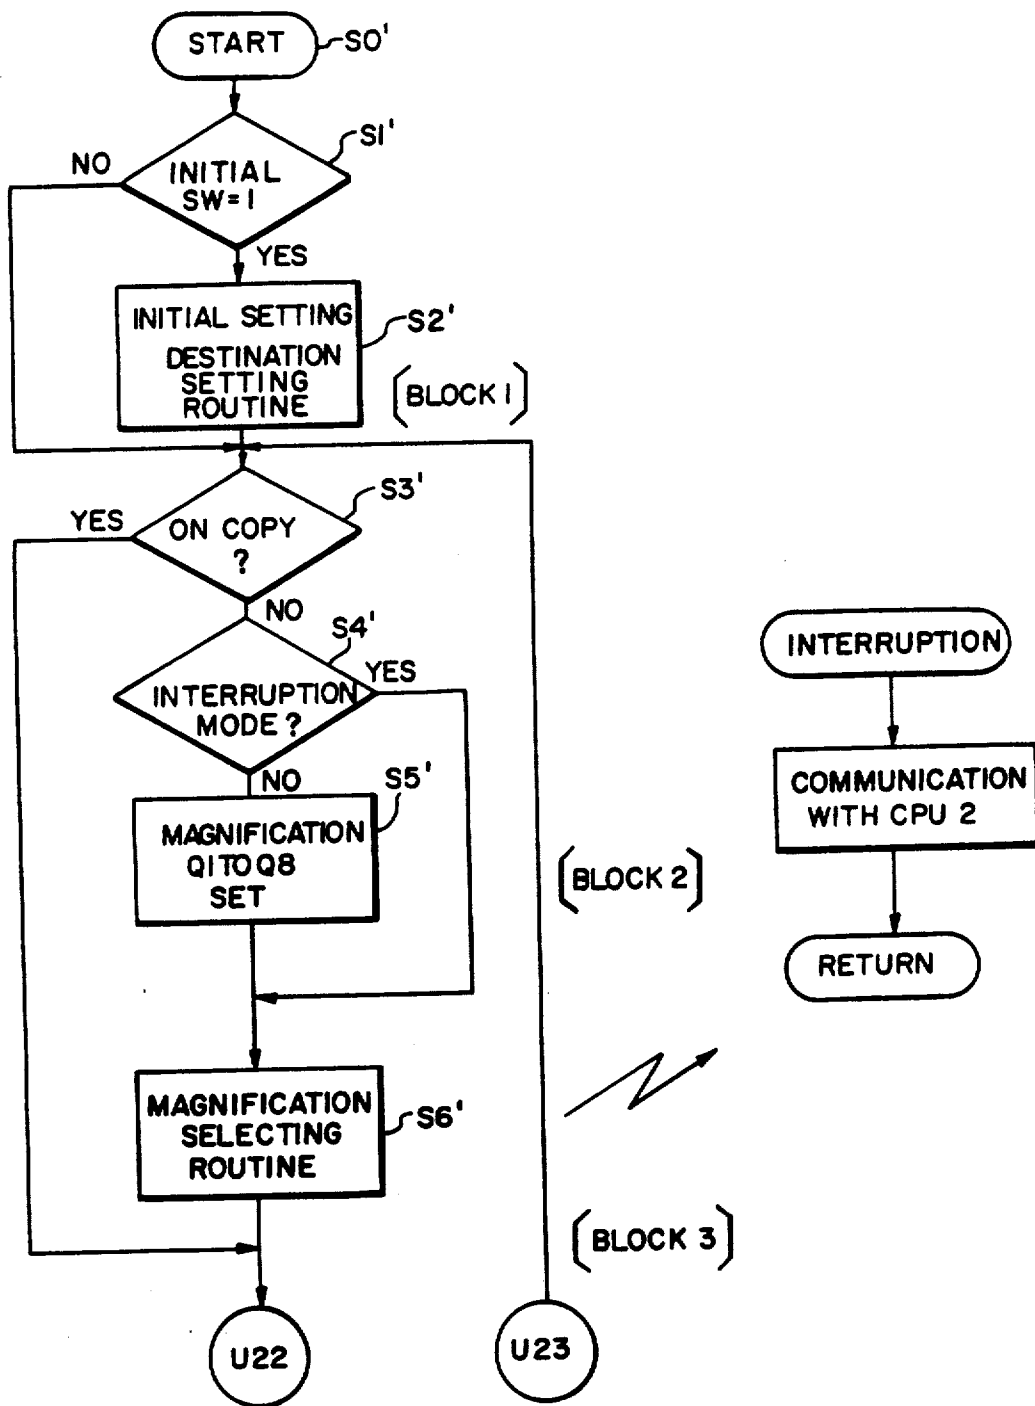 START
S0'
S1'
NO
INITIAL
SW=1
YES
INITIAL SETTING
DESTINATION
SETTING
ROUTINE
S2'
[BLOCK 1]
S3'
YES
ON COPY
?
NO
S4'
YES
INTERRUPTION
MODE?
NO
S5'
MAGNIFICATION
Q1 TO Q8
SET
[BLOCK 2]
MAGNIFICATION
SELECTING
ROUTINE
S6'
[BLOCK 3]
U22
U23
INTERRUPTION
COMMUNICATION
WITH CPU 2
RETURN